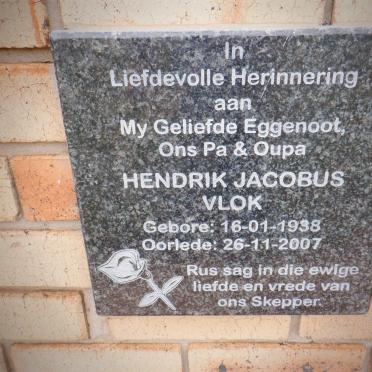 In
Liefdevolle Herinnering
aan
My Geliefde Eggenoot,
Ons Pa & Oupa
HENDRIK JACOBUS
VLOK
Gebore: 16-01-1938
Oorlede: 26-11-2007
Rus sag in die ewige
liefde en vrede van
ons Skepper.